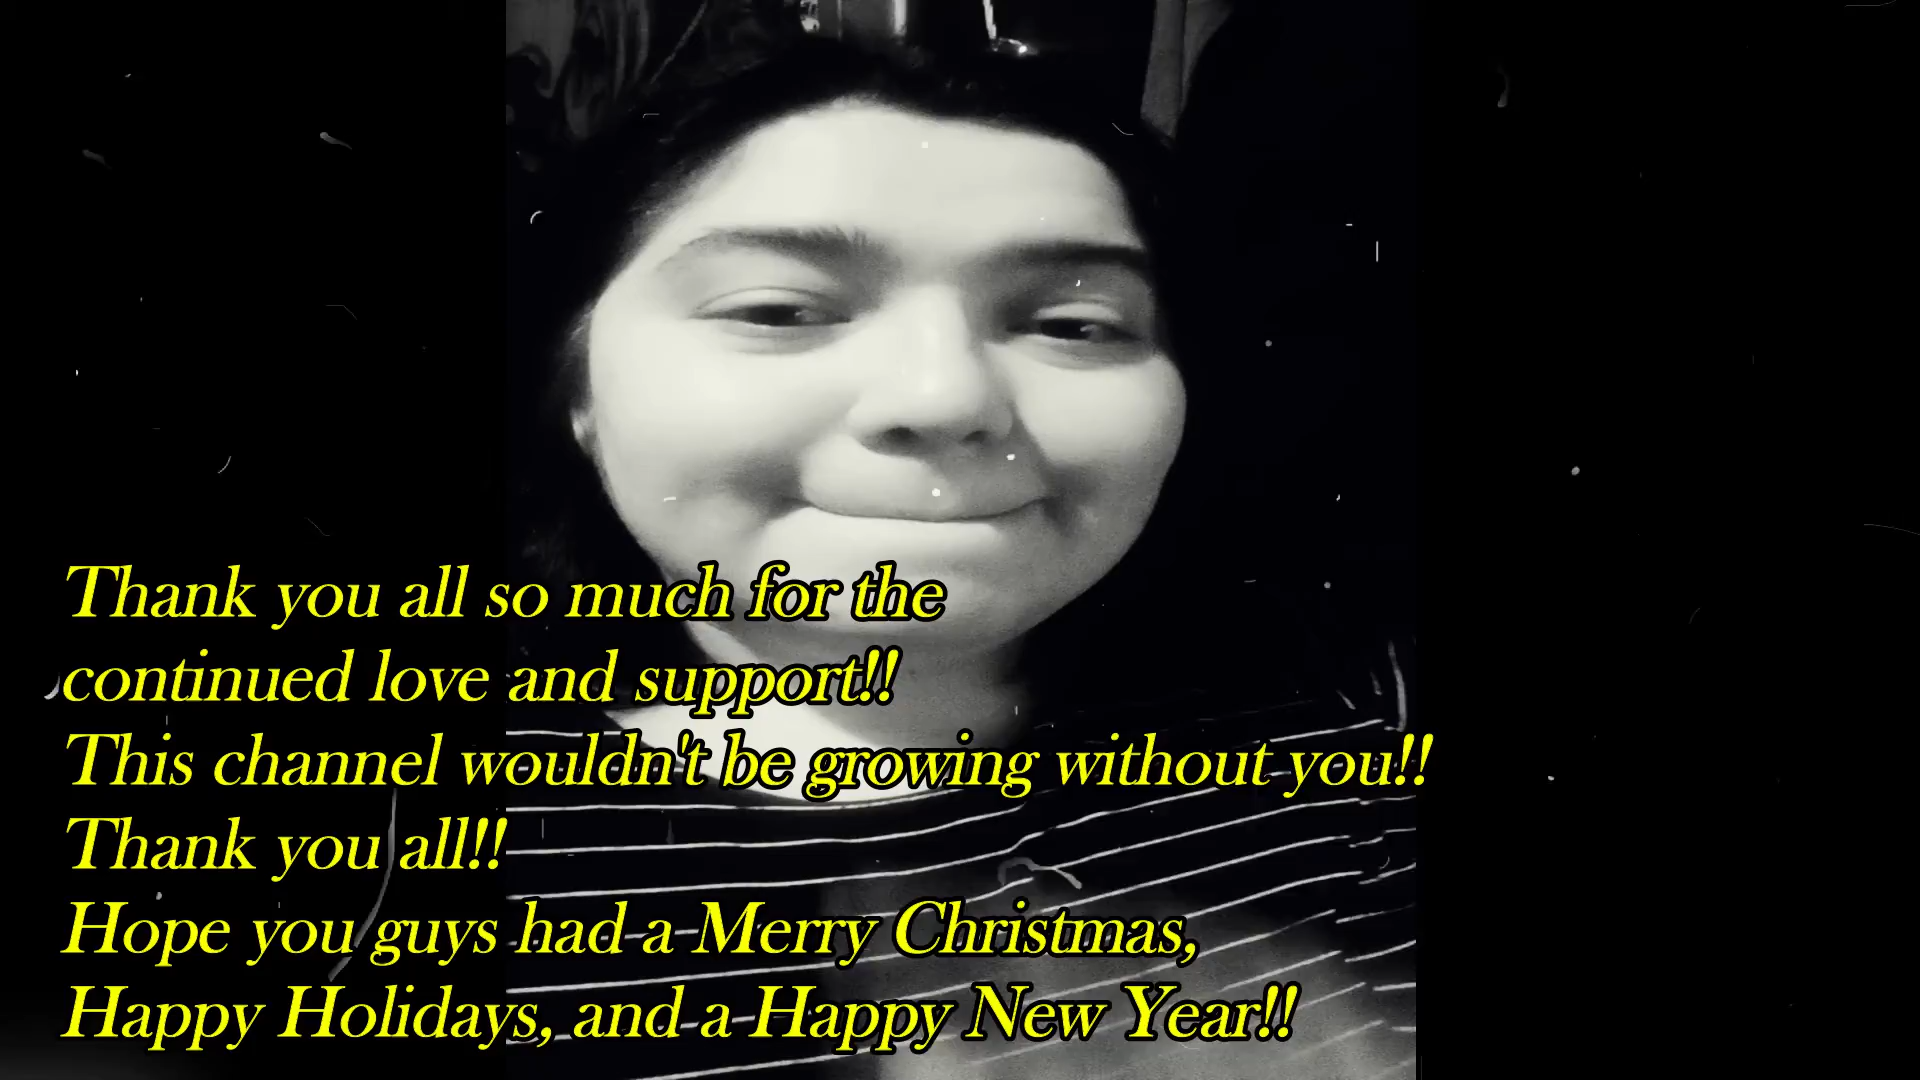 Thank you all so much for the
continued love and support!!
This channel wouldn't be growing without you!!
Thank you all!!
Hope you guys had a Merry Christmas,
Happy Holidays, and a Happy New Year!!